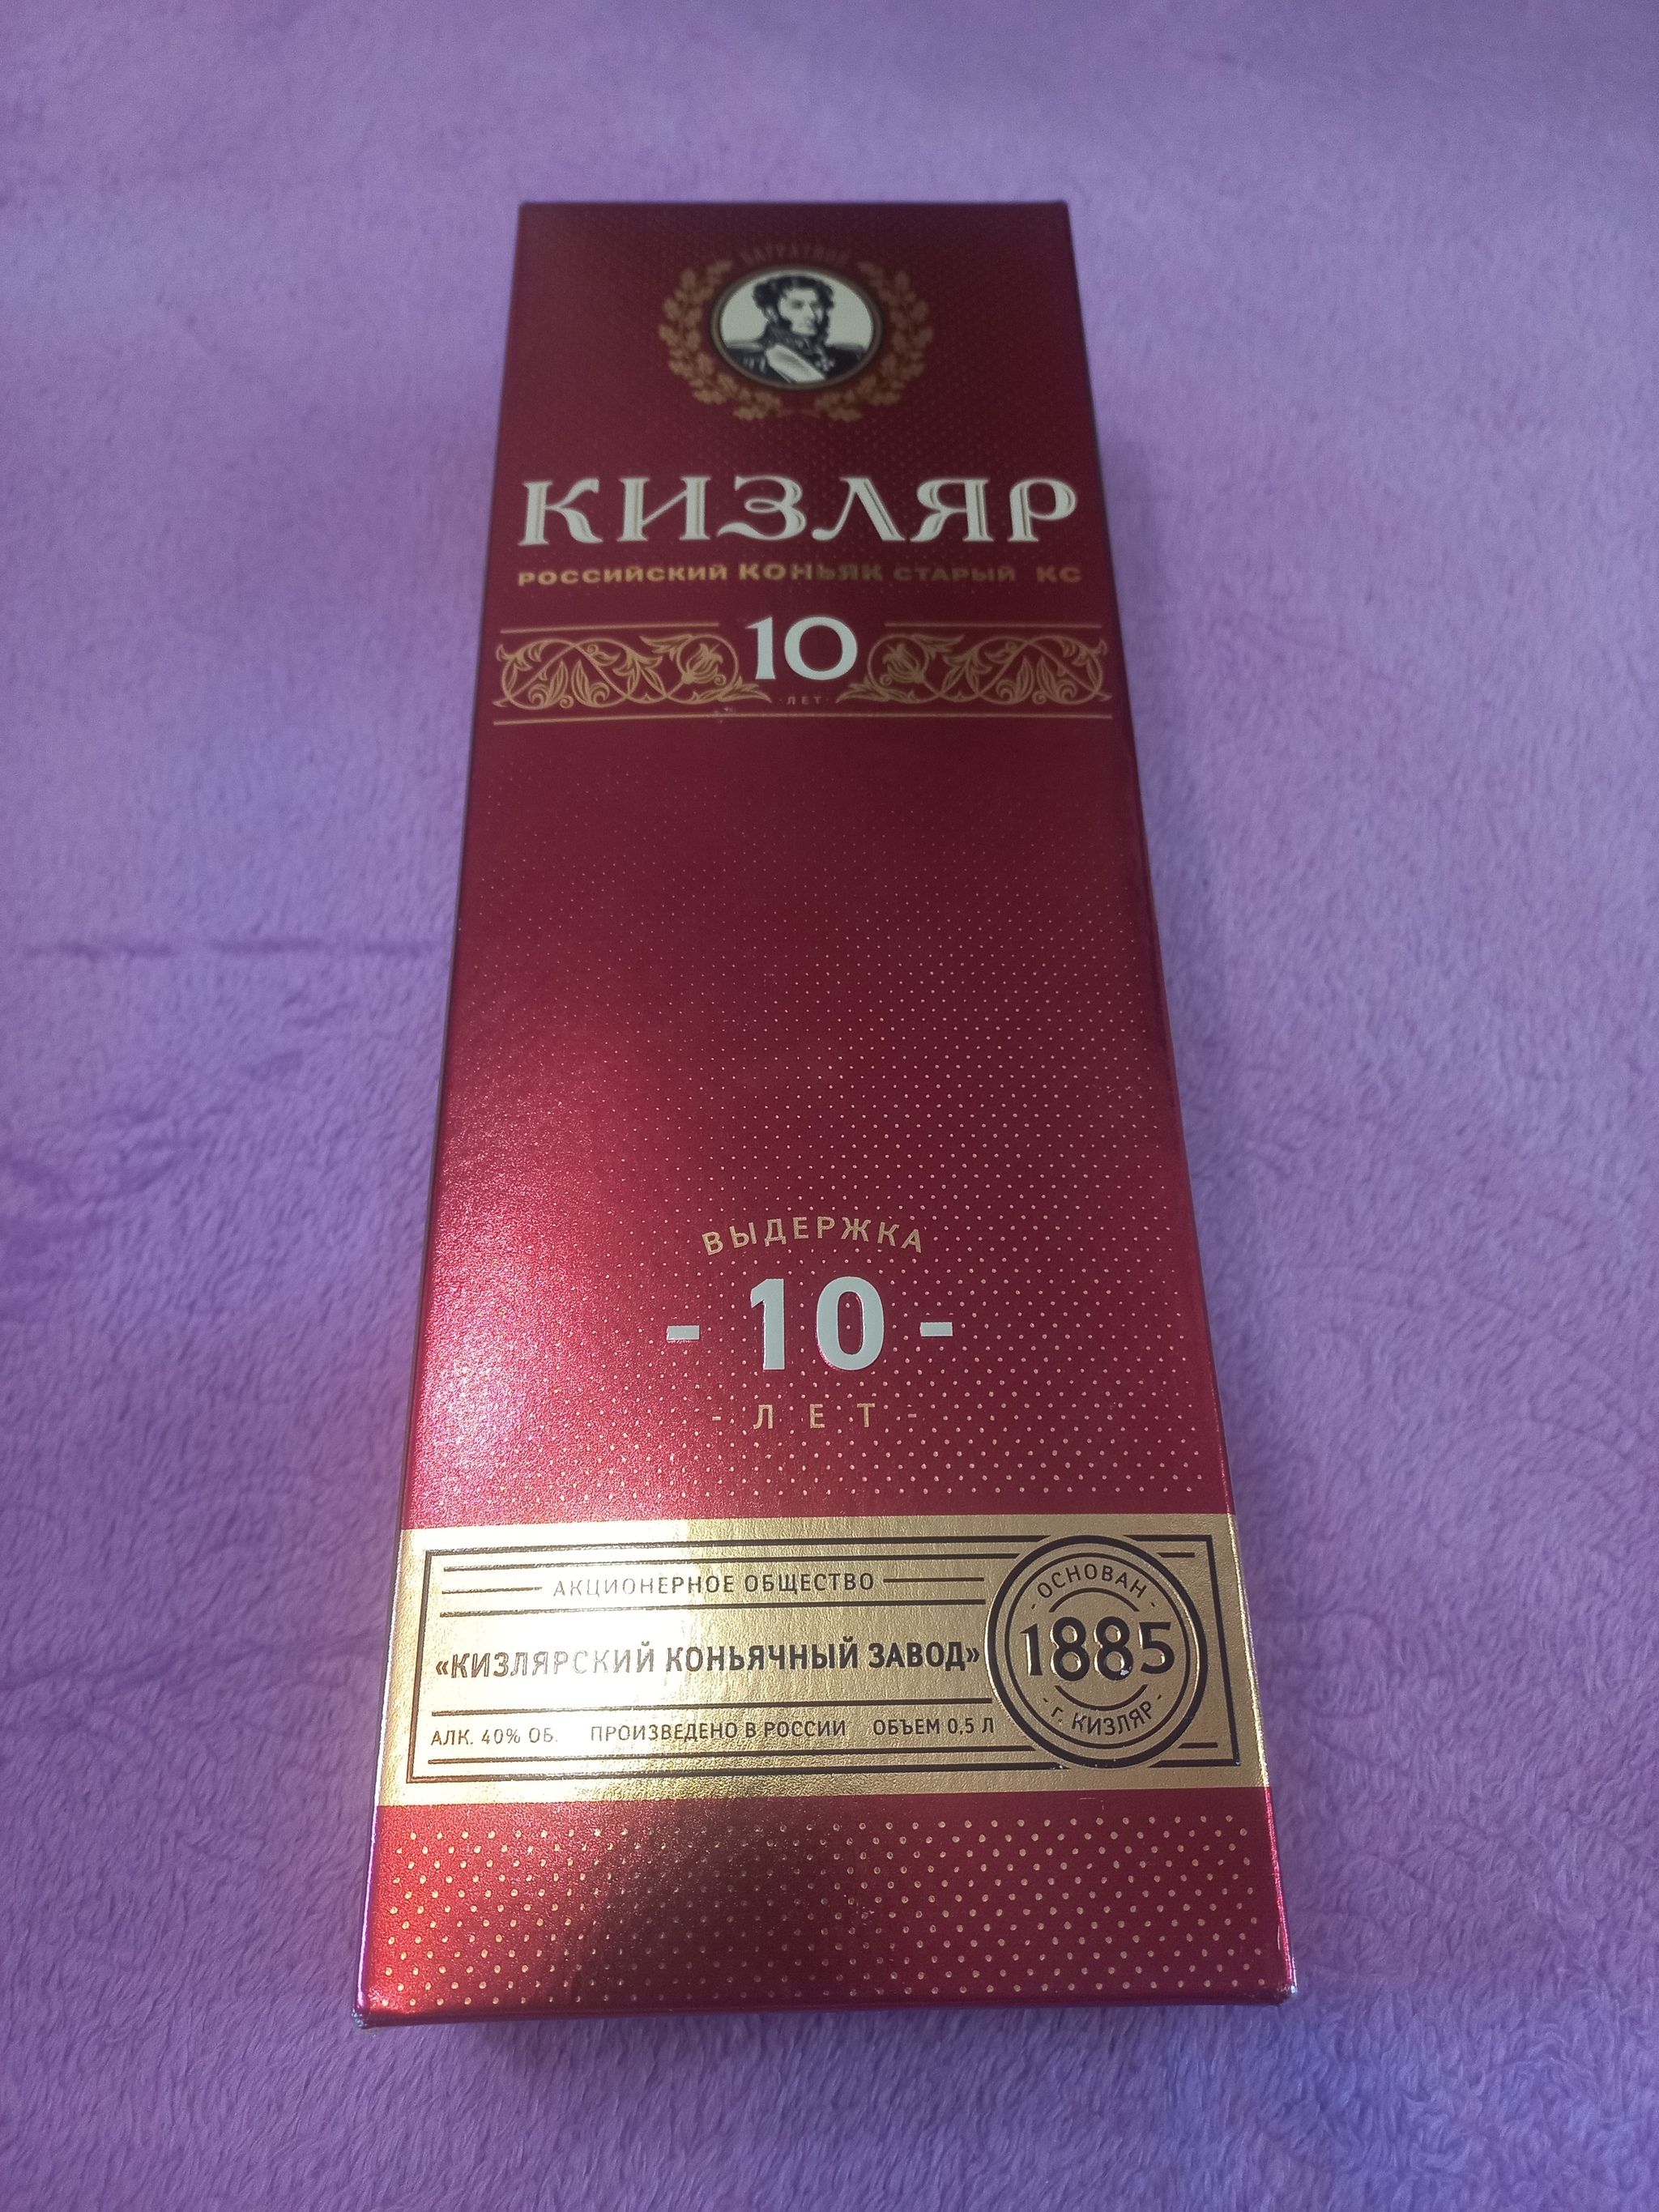 БАГРАТИОН
КИЗЛЯР
РОССИЙСКИЙ КОНЬЯК СТАРЫЙ КС
10
·ЛЕТ·
ВЫДЕРЖКА
- 10 -
- ЛЕТ -
АКЦИОНЕРНОЕ ОБЩЕСТВО
«КИЗЛЯРСКИЙ КОНЬЯЧНЫЙ ЗАВОД»
АЛК. 40% ОБ. ПРОИЗВЕДЕНО В РОССИИ ОБЪЕМ 0,5 Л
- ОСНОВАН -
1885
- г. КИЗЛЯР -